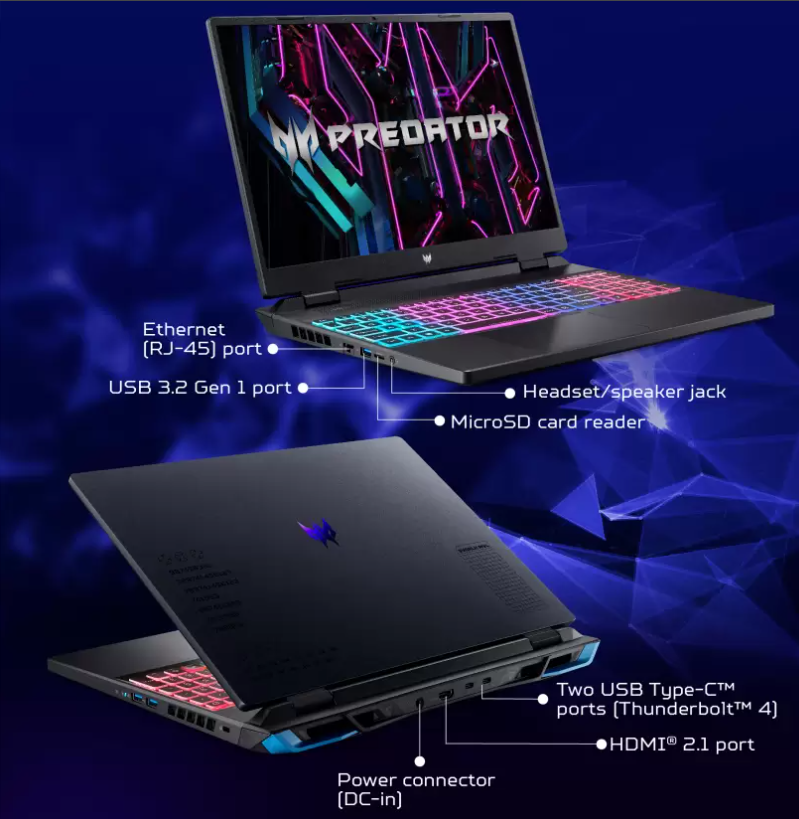 PREDATOR
Ethernet
(RJ-45) port
USB 3.2 Gen 1 port
Headset/speaker jack
MicroSD card reader
Two USB Type-C™
ports (Thunderbolt™ 4)
HDMI® 2.1 port
Power connector
(DC-in)